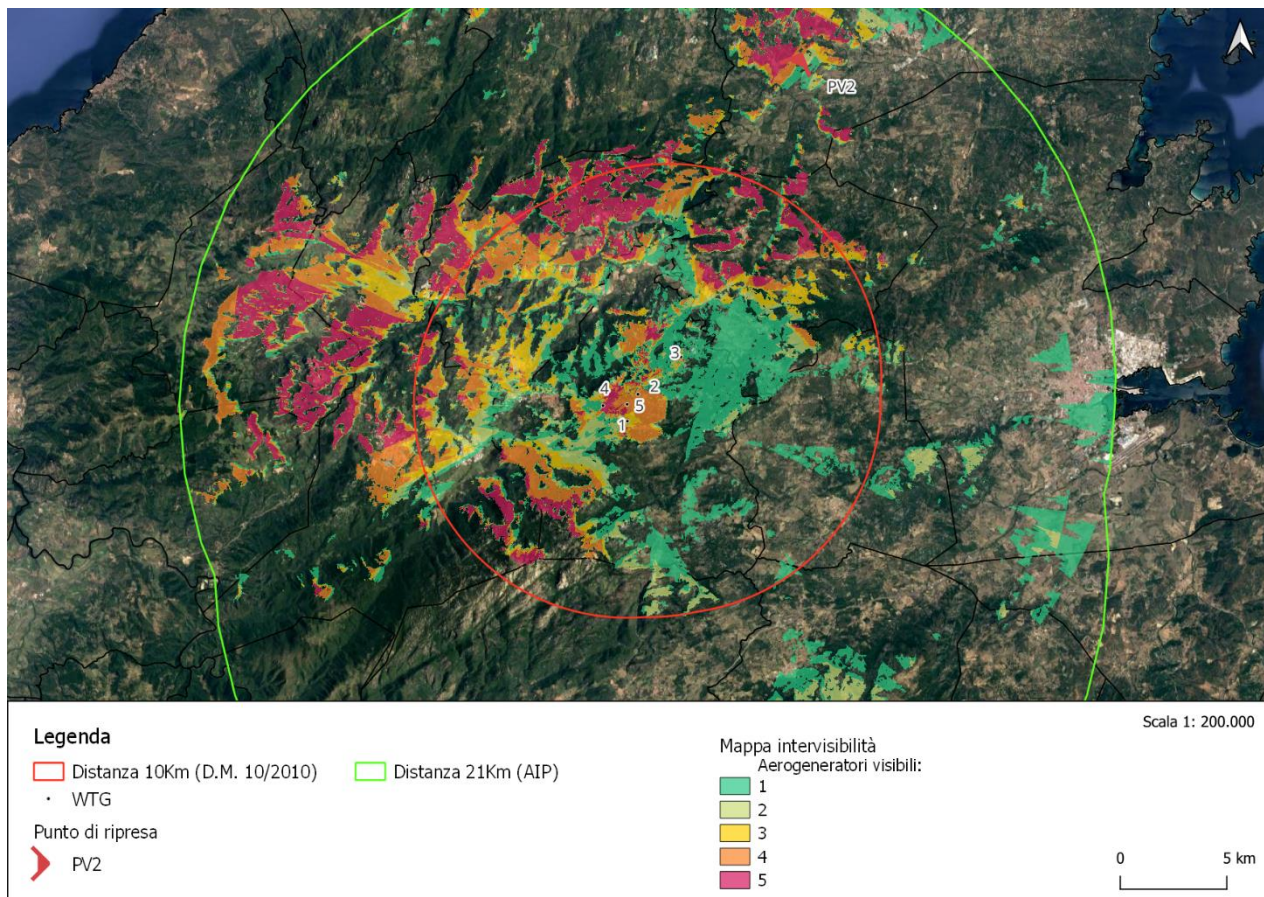 PV2
3
4
2
5
1
Scala 1: 200.000
Legenda
Distanza 10Km (D.M. 10/2010)
Distanza 21Km (AIP)
WTG
Punto di ripresa
PV2
Mappa intervisibilità
Aerogeneratori visibili:
1
2
3
4
5
0
5 km